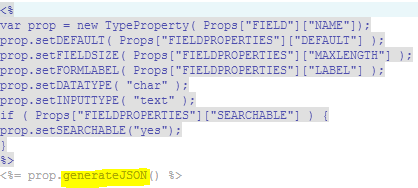 <%
var prop = new TypeProperty( Props["FIELD"]["NAME"]);
prop.setDEFAULT( Props["FIELDPROPERTIES"]["DEFAULT"] );
prop.setFIELDSIZE( Props["FIELDPROPERTIES"]["MAXLENGTH"] );
prop.setFORMLABEL( Props["FIELDPROPERTIES"]["LABEL"] );
prop.setDATATYPE( "char" );
prop.setINPUTTYPE( "text" );
if ( Props["FIELDPROPERTIES"]["SEARCHABLE"] ) {
prop.setSEARCHABLE("yes");
}
%>
<%= prop.generateJSON() %>